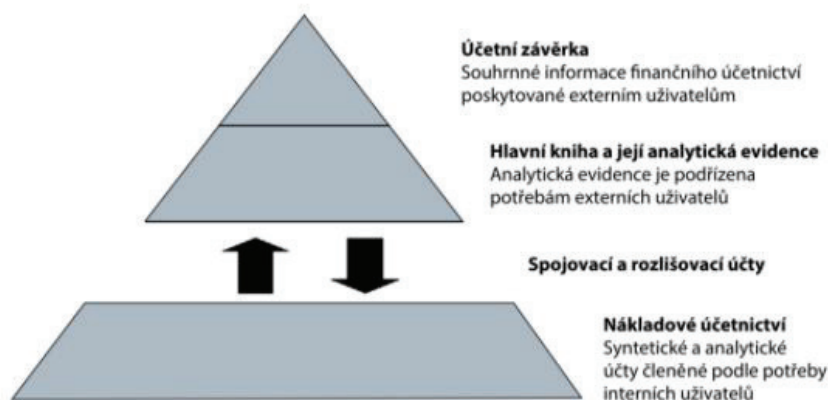 Účetní závěrka
Souhrnné informace finančního účetnictví
poskytované externím uživatelům
Hlavní kniha a její analytická evidence
Analytická evidence je podřízena
potřebám externích uživatelů
Spojovací a rozlišovací účty
Nákladové účetnictví
Syntetické a analytické
účty členěné podle potřeby
interních uživatelů